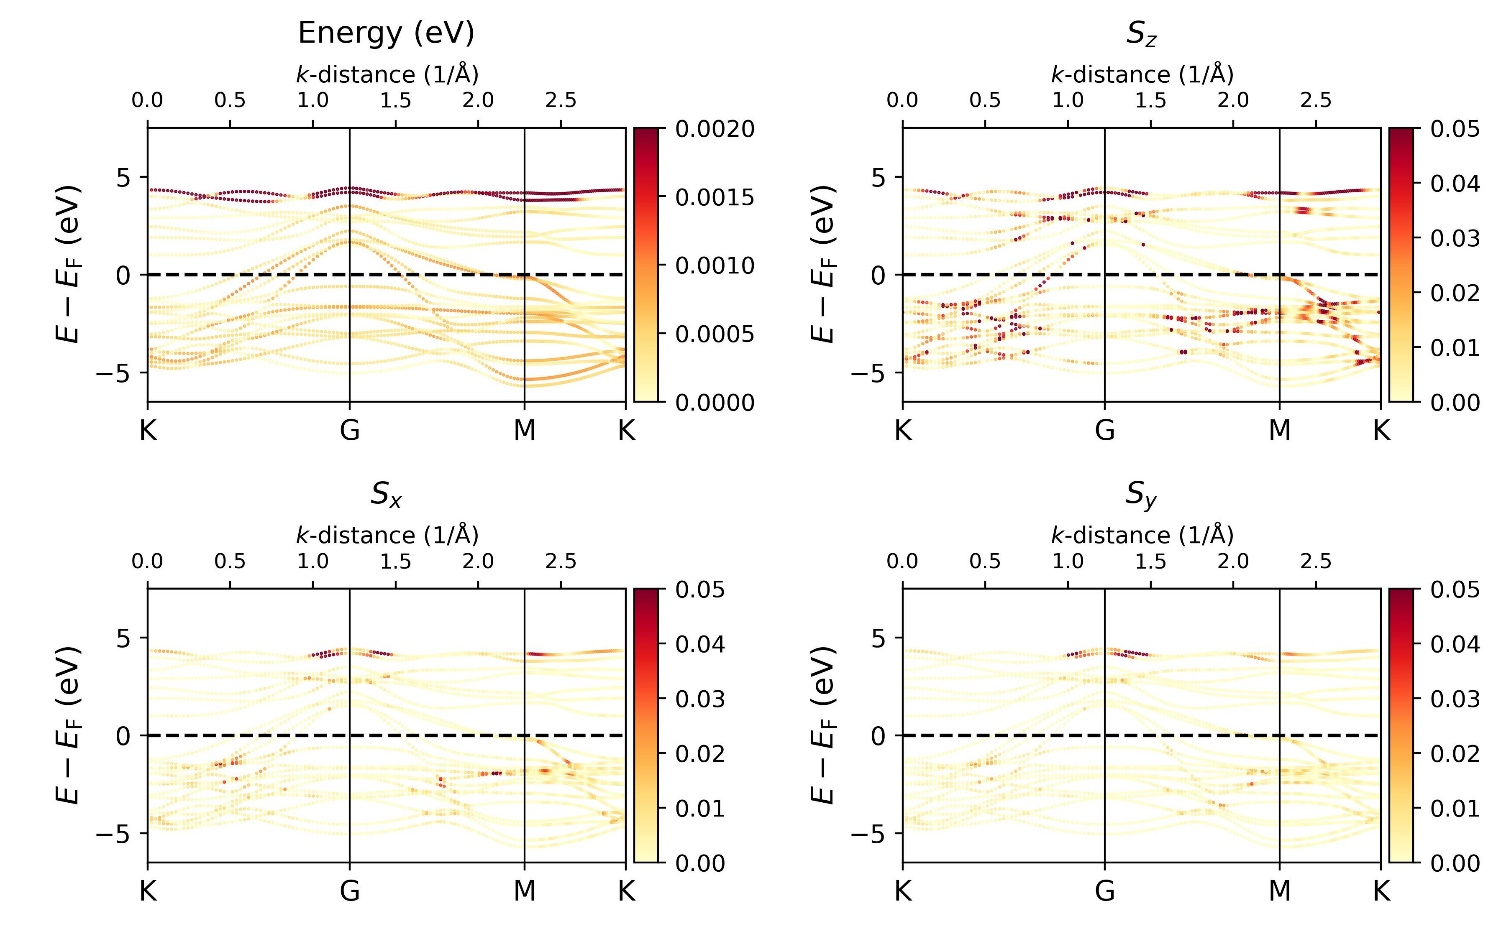 Energy (eV)
k-distance (1/Å)
0.0 0.5 1.0 1.5 2.0 2.5
E − E_F (eV)
5
0
−5
K G M K
0.0020
0.0015
0.0010
0.0005
0.0000
S_z
k-distance (1/Å)
0.0 0.5 1.0 1.5 2.0 2.5
E − E_F (eV)
5
0
−5
K G M K
0.05
0.04
0.03
0.02
0.01
0.00
S_x
k-distance (1/Å)
0.0 0.5 1.0 1.5 2.0 2.5
E − E_F (eV)
5
0
−5
K G M K
0.05
0.04
0.03
0.02
0.01
0.00
S_y
k-distance (1/Å)
0.0 0.5 1.0 1.5 2.0 2.5
E − E_F (eV)
5
0
−5
K G M K
0.05
0.04
0.03
0.02
0.01
0.00